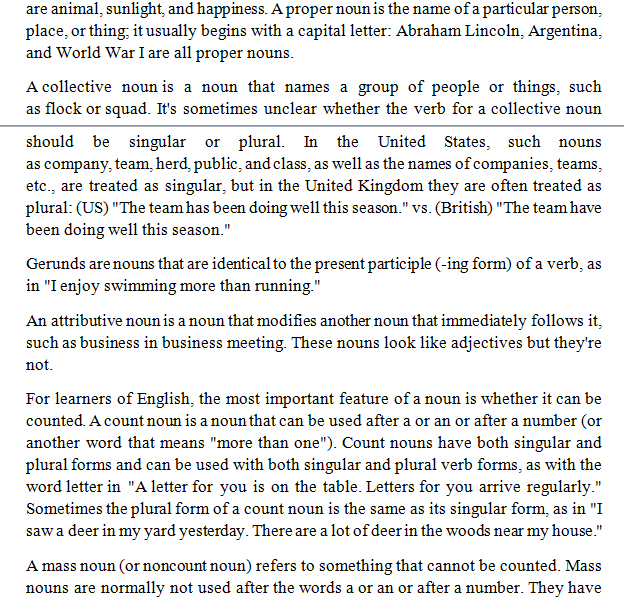 are animal, sunlight, and happiness. A proper noun is the name of a particular person,
place, or thing; it usually begins with a capital letter: Abraham Lincoln, Argentina,
and World War I are all proper nouns.
A collective noun is a noun that names a group of people or things, such
as flock or squad. It's sometimes unclear whether the verb for a collective noun
should be singular or plural. In the United States, such nouns
as company, team, herd, public, and class, as well as the names of companies, teams,
etc., are treated as singular, but in the United Kingdom they are often treated as
plural: (US) "The team has been doing well this season." vs. (British) "The team have
been doing well this season."
Gerunds are nouns that are identical to the present participle (-ing form) of a verb, as
in "I enjoy swimming more than running."
An attributive noun is a noun that modifies another noun that immediately follows it,
such as business in business meeting. These nouns look like adjectives but they're
not.
For learners of English, the most important feature of a noun is whether it can be
counted. A count noun is a noun that can be used after a or an or after a number (or
another word that means "more than one"). Count nouns have both singular and
plural forms and can be used with both singular and plural verb forms, as with the
word letter in "A letter for you is on the table. Letters for you arrive regularly."
Sometimes the plural form of a count noun is the same as its singular form, as in "I
saw a deer in my yard yesterday. There are a lot of deer in the woods near my house."
A mass noun (or noncount noun) refers to something that cannot be counted. Mass
nouns are normally not used after the words a or an or after a number. They have